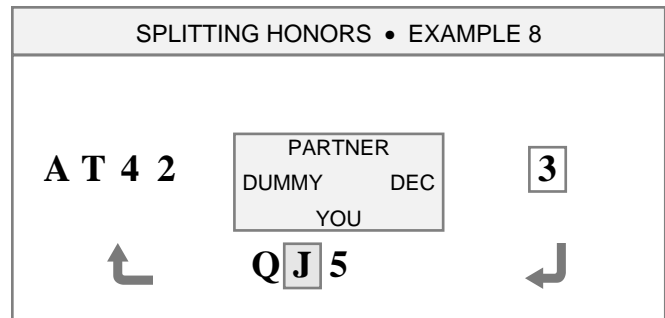 SPLITTING HONORS • EXAMPLE 8
PARTNER
A T 4 2 DUMMY DEC 3
YOU
Q J 5